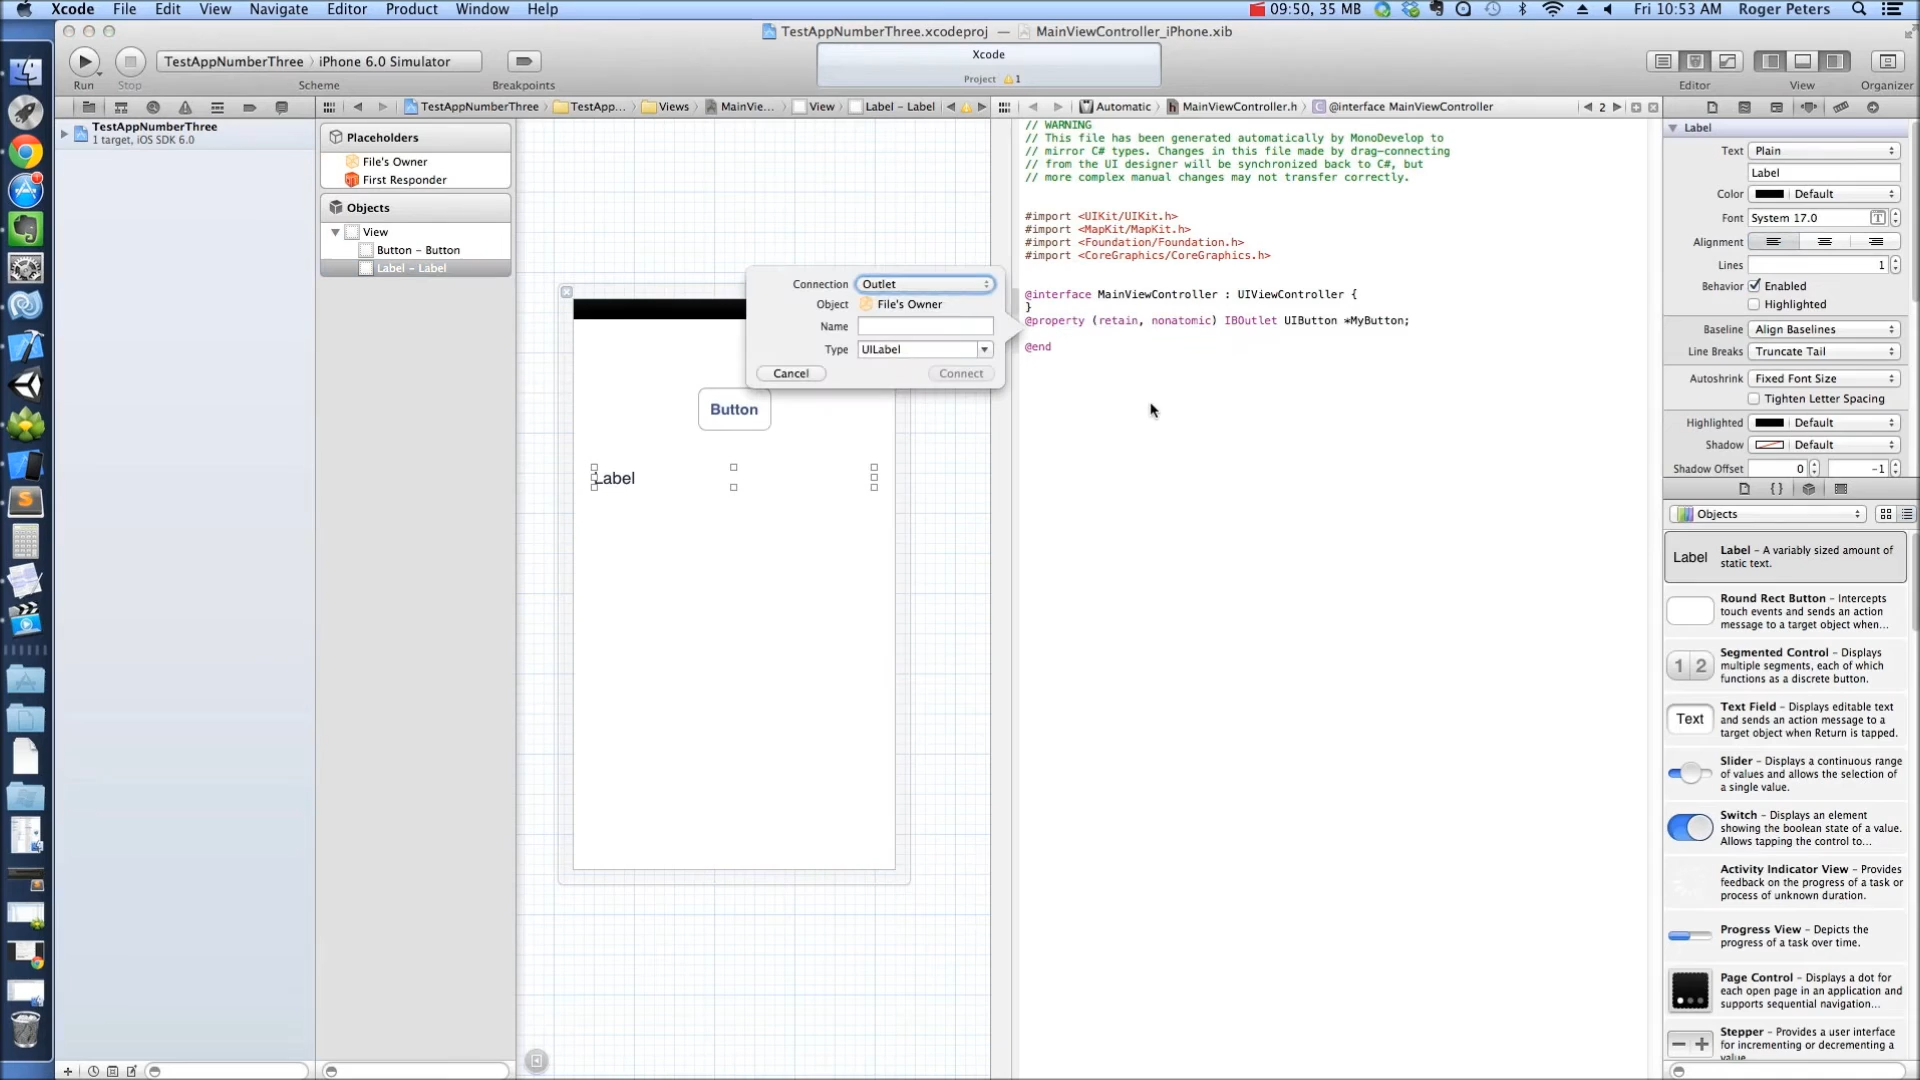 Xcode File Edit View Navigate Editor Product Window Help
09:50, 35 MB
Fri 10:53 AM Roger Peters
TestAppNumberThree.xcodeproj — MainViewController_iPhone.xib
Run
Stop
TestAppNumberThree › iPhone 6.0 Simulator
Scheme
Breakpoints
Xcode
Project 1
Editor
View
Organizer
TestAppNumberThree
TestApp...
Views
MainVie...
View
Label – Label
Automatic
MainViewController.h
@interface MainViewController
2
TestAppNumberThree
1 target, iOS SDK 6.0
Placeholders
File's Owner
First Responder
Objects
View
Button – Button
Label – Label
Connection Outlet
Object File's Owner
Name
Type UILabel
Cancel
Connect
Button
Label
// WARNING
// This file has been generated automatically by MonoDevelop to
// mirror C# types. Changes in this file made by drag-connecting
// from the UI designer will be synchronized back to C#, but
// more complex manual changes may not transfer correctly.
#import <UIKit/UIKit.h>
#import <MapKit/MapKit.h>
#import <Foundation/Foundation.h>
#import <CoreGraphics/CoreGraphics.h>
@interface MainViewController : UIViewController {
}
@property (retain, nonatomic) IBOutlet UIButton *MyButton;
@end
Label
Text Plain
Label
Color Default
Font System 17.0
Alignment
Lines 1
Behavior Enabled
Highlighted
Baseline Align Baselines
Line Breaks Truncate Tail
Autoshrink Fixed Font Size
Tighten Letter Spacing
Highlighted Default
Shadow Default
Shadow Offset 0 -1
Objects
Label
Label – A variably sized amount of
static text.
Round Rect Button – Intercepts
touch events and sends an action
message to a target object when...
1 2
Segmented Control – Displays
multiple segments, each of which
functions as a discrete button.
Text
Text Field – Displays editable text
and sends an action message to a
target object when Return is tapped.
Slider – Displays a continuous range
of values and allows the selection of
a single value.
Switch – Displays an element
showing the boolean state of a value.
Allows tapping the control to...
Activity Indicator View – Provides
feedback on the progress of a task or
process of unknown duration.
Progress View – Depicts the
progress of a task over time.
Page Control – Displays a dot for
each open page in an application and
supports sequential navigation...
Stepper – Provides a user interface
for incrementing or decrementing a
value.